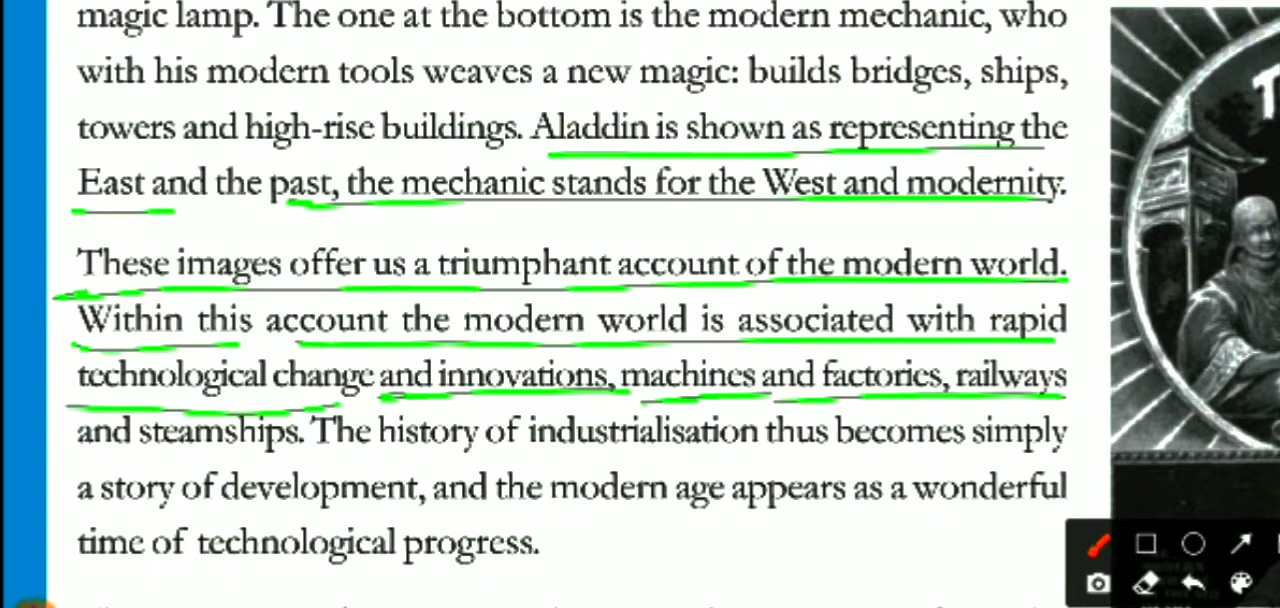 magic lamp. The one at the bottom is the modern mechanic, who
with his modern tools weaves a new magic: builds bridges, ships,
towers and high-rise buildings. Aladdin is shown as representing the
East and the past, the mechanic stands for the West and modernity.
These images offer us a triumphant account of the modern world.
Within this account the modern world is associated with rapid
technological change and innovations, machines and factories, railways
and steamships. The history of industrialisation thus becomes simply
a story of development, and the modern age appears as a wonderful
time of technological progress.